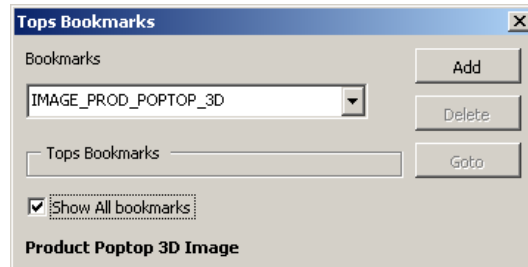 Tops Bookmarks
Bookmarks
Add
IMAGE_PROD_POPTOP_3D
Delete
Tops Bookmarks
Goto
Show All bookmarks
Product Poptop 3D Image